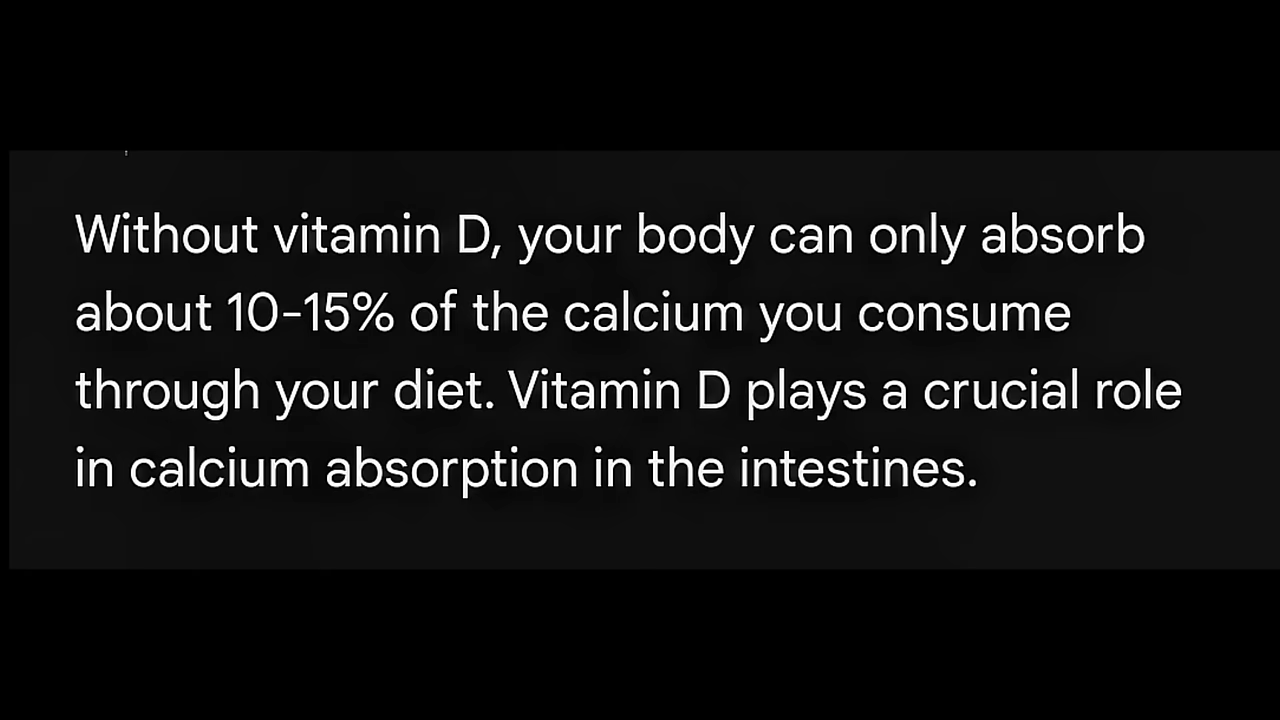 Without vitamin D, your body can only absorb
about 10-15% of the calcium you consume
through your diet. Vitamin D plays a crucial role
in calcium absorption in the intestines.